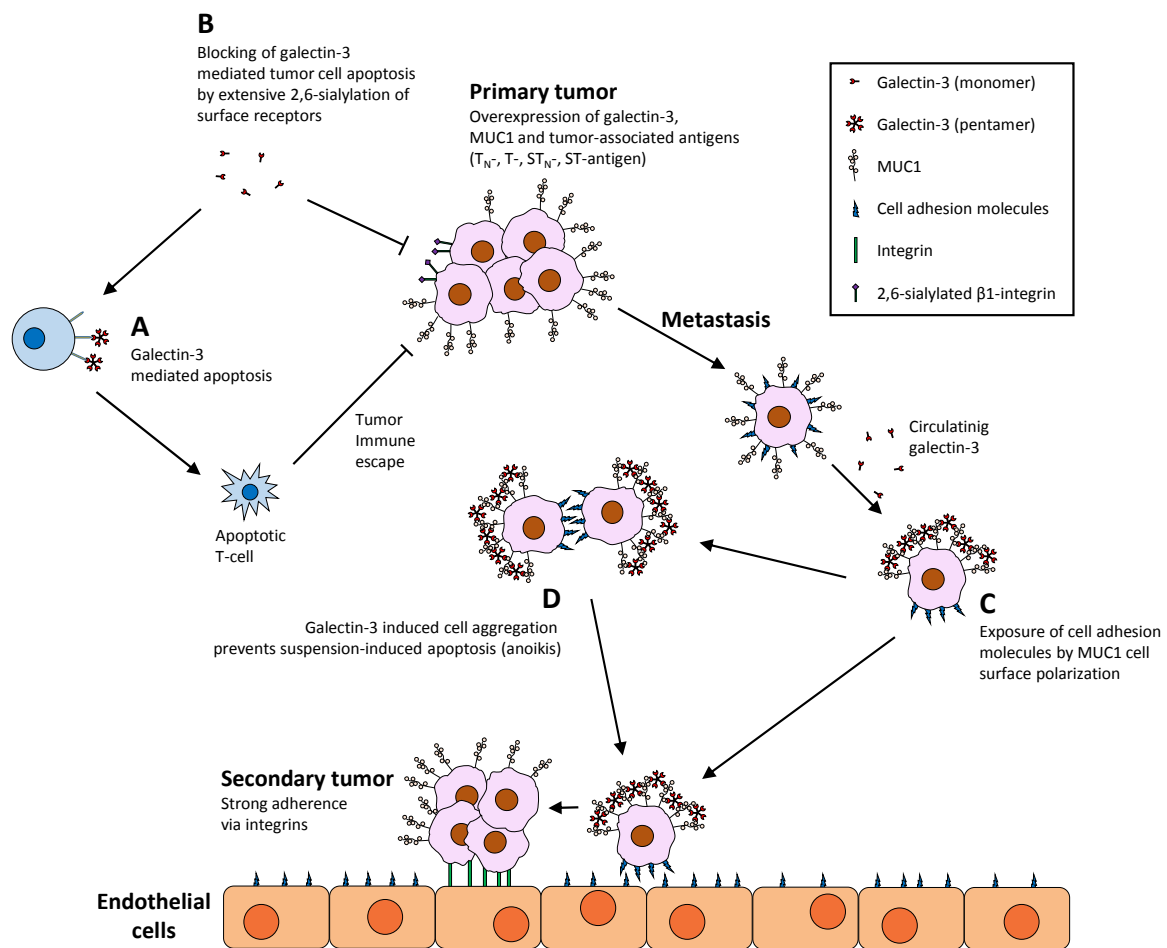 B
Blocking of galectin-3
mediated tumor cell apoptosis
by extensive 2,6-sialylation of
surface receptors
Primary tumor
Overexpression of galectin-3,
MUC1 and tumor-associated antigens
(TN-, T-, STN-, ST-antigen)
Galectin-3 (monomer)
Galectin-3 (pentamer)
MUC1
Cell adhesion molecules
Integrin
2,6-sialylated β1-integrin
A
Galectin-3
mediated apoptosis
Metastasis
Tumor
Immune
escape
Circulatinig
galectin-3
Apoptotic
T-cell
D
Galectin-3 induced cell aggregation
prevents suspension-induced apoptosis (anoikis)
C
Exposure of cell adhesion
molecules by MUC1 cell
surface polarization
Secondary tumor
Strong adherence
via integrins
Endothelial
cells